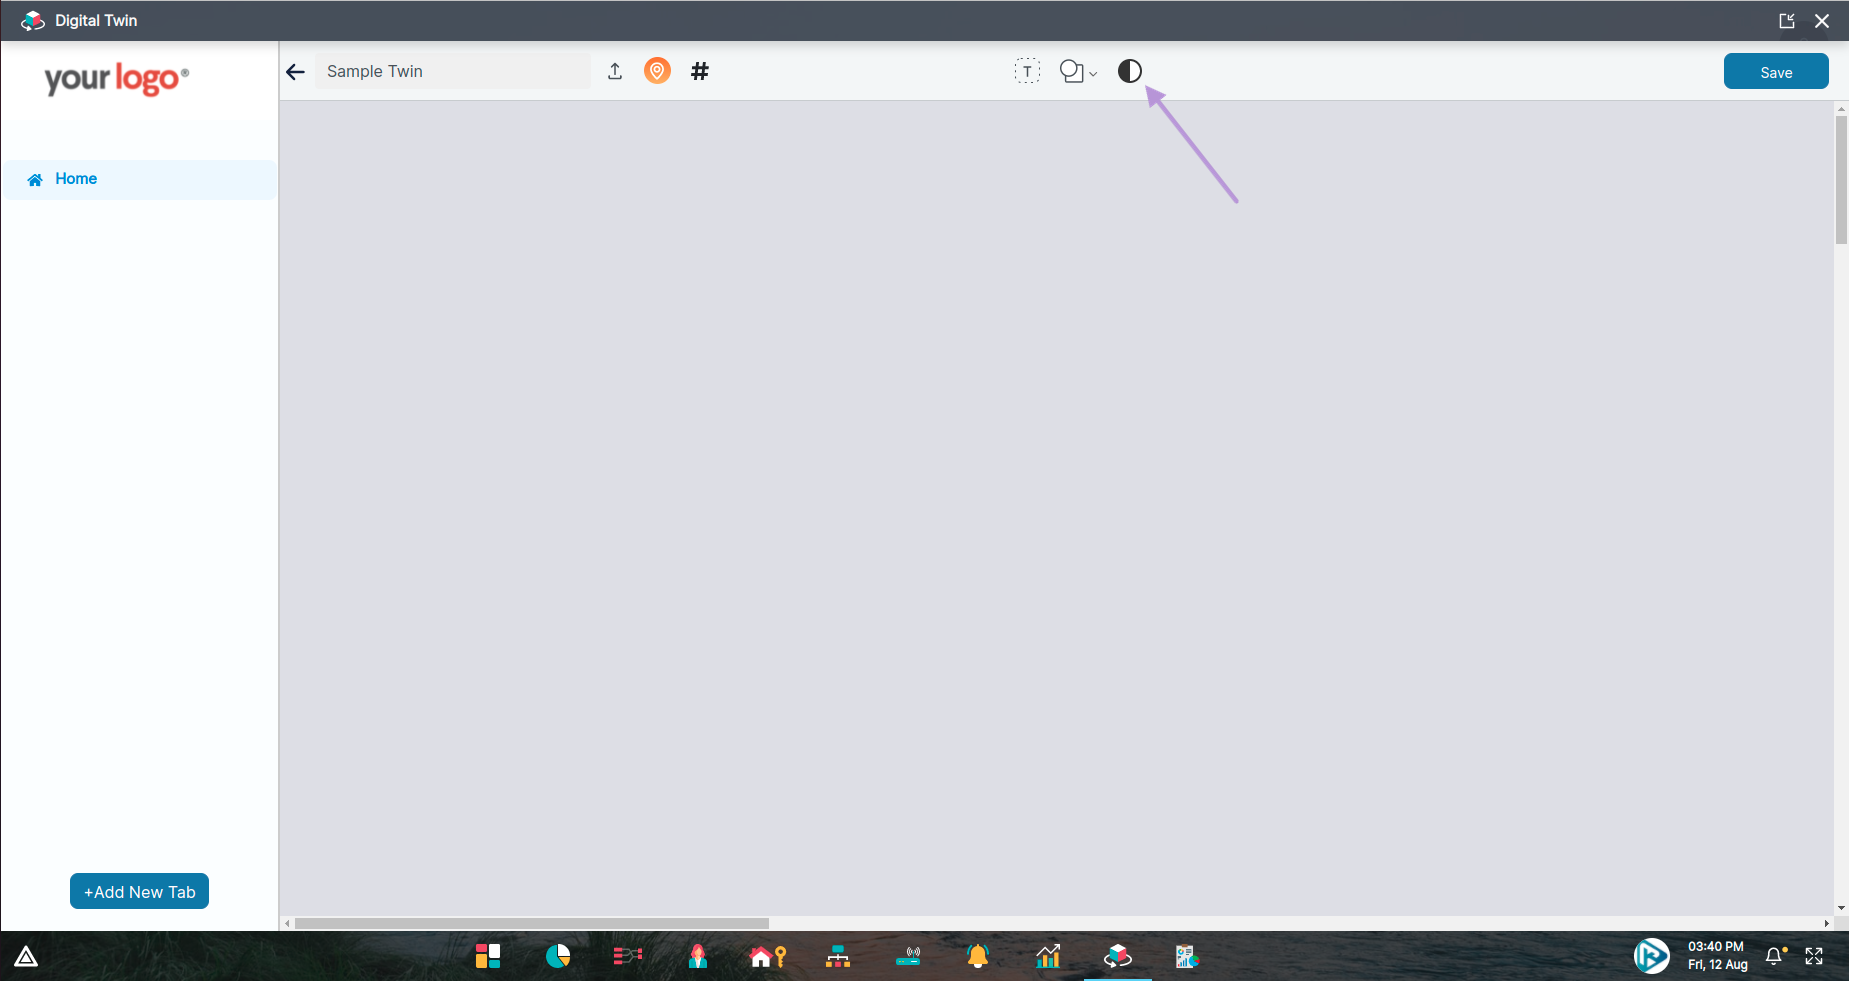 Digital Twin
your logo®
Sample Twin
#
T
Save
Home
+Add New Tab
03:40 PM
Fri, 12 Aug